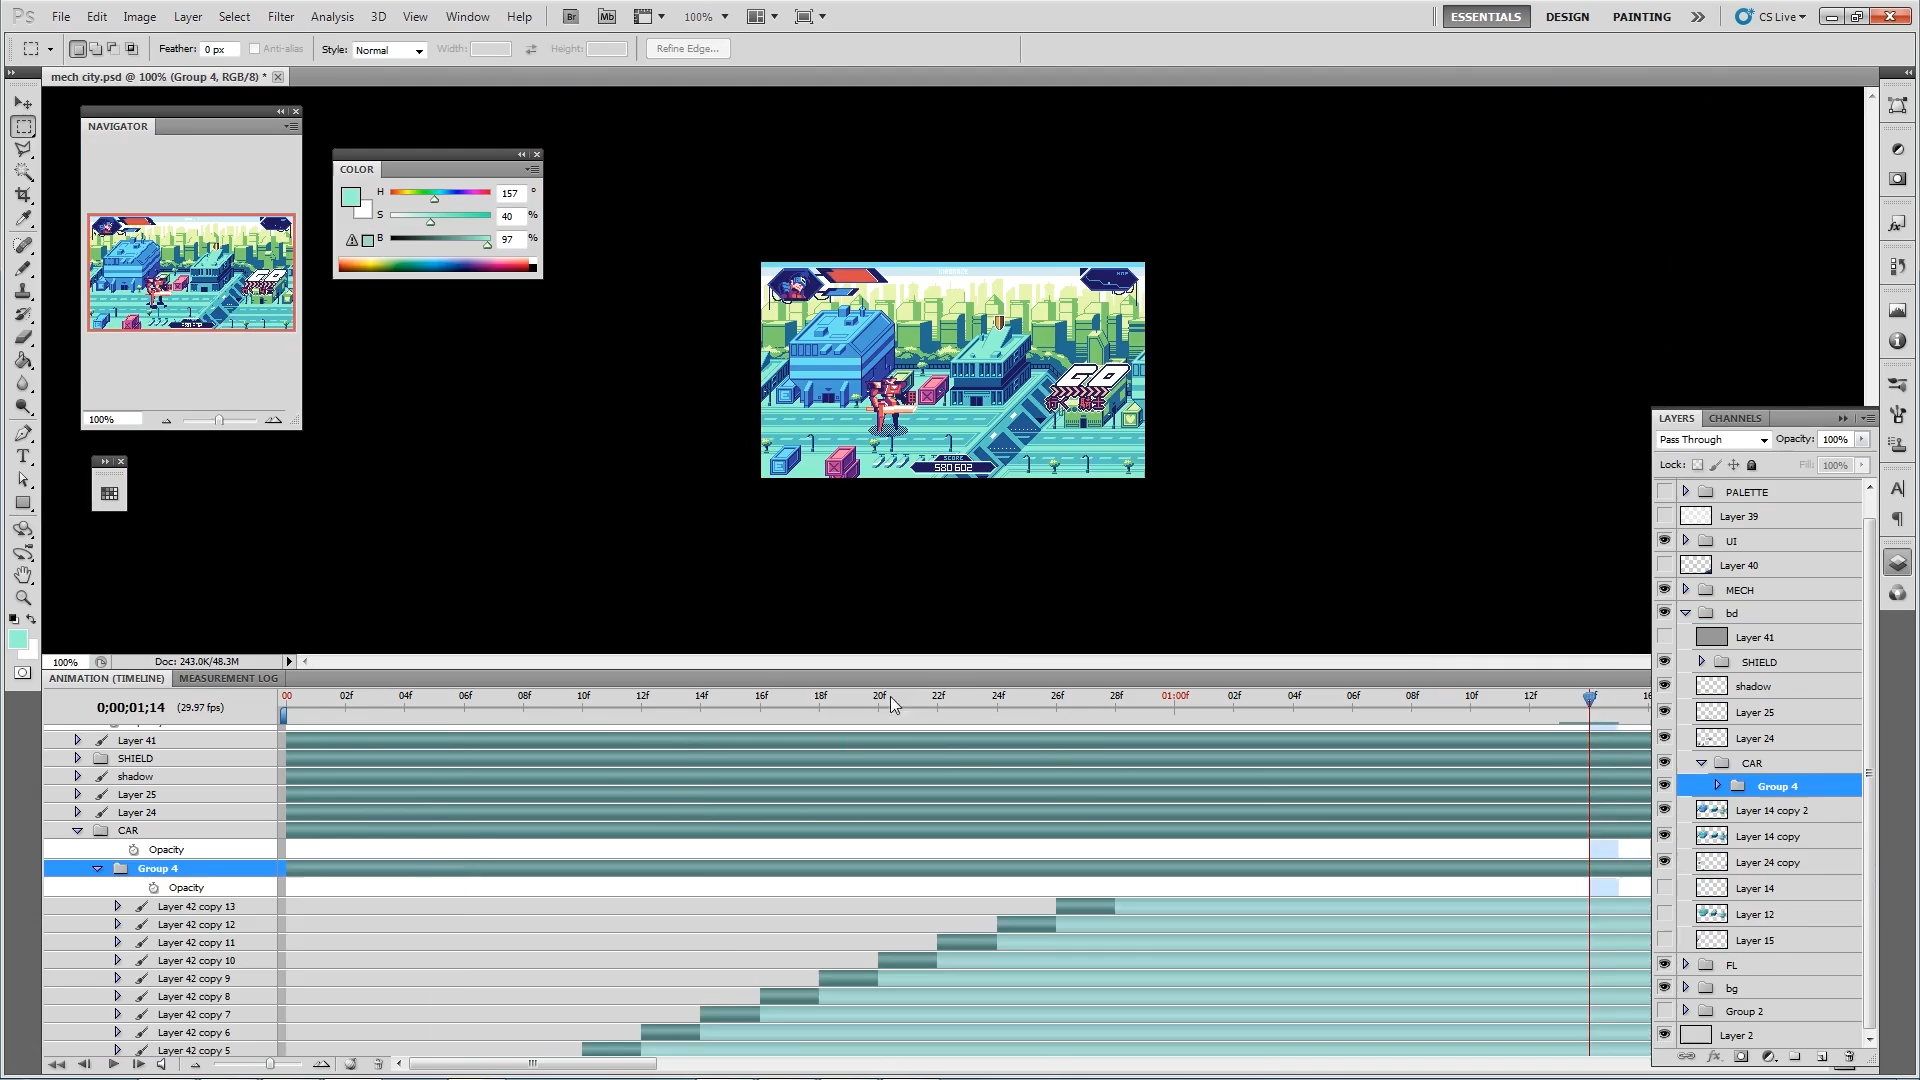 Ps File Edit Image Layer Select Filter Analysis 3D View Window Help Br Mb 100% ESSENTIALS DESIGN PAINTING CS Live
Feather: 0 px Anti-alias Style: Normal Width: Height: Refine Edge...
mech city.psd @ 100% (Group 4, RGB/8) *
NAVIGATOR
100%
COLOR
H 157 °
S 40 %
B 97 %
SCORE
580 602
LAYERS CHANNELS
Pass Through Opacity: 100%
Lock: Fill: 100%
PALETTE
Layer 39
UI
Layer 40
MECH
bd
Layer 41
SHIELD
shadow
Layer 25
Layer 24
CAR
Group 4
Layer 14 copy 2
Layer 14 copy
Layer 24 copy
Layer 14
Layer 12
Layer 15
FL
bg
Group 2
Layer 2
100% Doc: 243.0K/48.3M
ANIMATION (TIMELINE) MEASUREMENT LOG
0;00;01;14 (29.97 fps)
00 02f 04f 06f 08f 10f 12f 14f 16f 18f 20f 22f 24f 26f 28f 01:00f 02f 04f 06f 08f 10f 12f
Layer 41
SHIELD
shadow
Layer 25
Layer 24
CAR
Opacity
Group 4
Opacity
Layer 42 copy 13
Layer 42 copy 12
Layer 42 copy 11
Layer 42 copy 10
Layer 42 copy 9
Layer 42 copy 8
Layer 42 copy 7
Layer 42 copy 6
Layer 42 copy 5